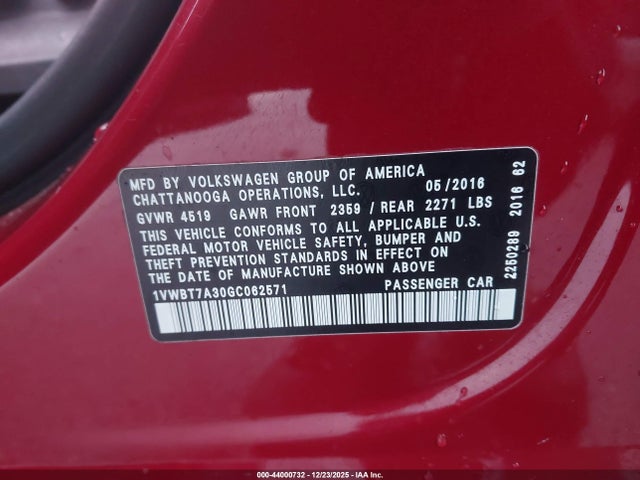 MFD BY VOLKSWAGEN GROUP OF AMERICA
CHATTANOOGA OPERATIONS, LLC. 05/2016
GVWR 4519 GAWR FRONT 2359 / REAR 2271 LBS
THIS VEHICLE CONFORMS TO ALL APPLICABLE U.S.
FEDERAL MOTOR VEHICLE SAFETY, BUMPER AND
THEFT PREVENTION STANDARDS IN EFFECT ON
THE DATE OF MANUFACTURE SHOWN ABOVE.
1VWBT7A30GC062571 PASSENGER CAR
2250289 2016 62
000-44000732 - 12/23/2025 - IAAI, Inc.